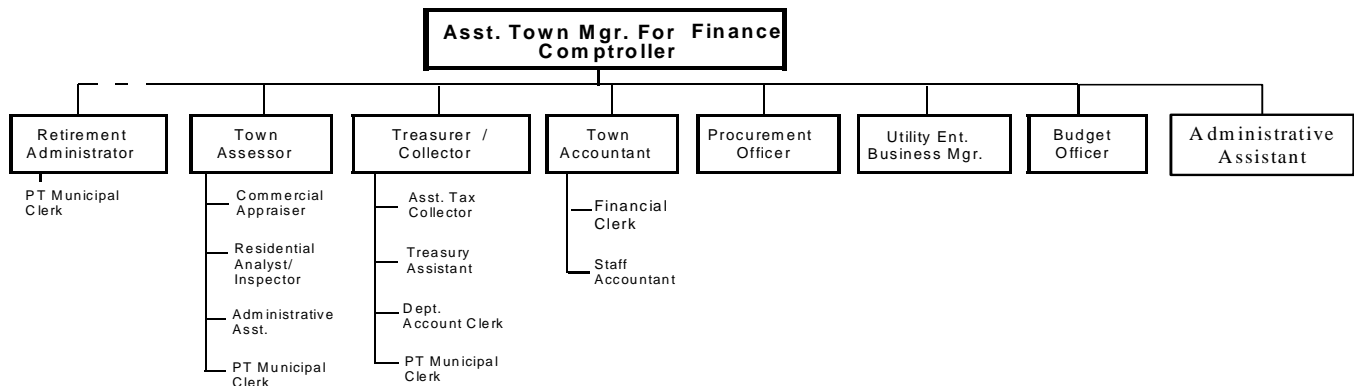 Asst. Town Mgr. For Finance
Comptroller
Retirement
Administrator
Town
Assessor
Treasurer /
Collector
Town
Accountant
Procurement
Officer
Utility Ent.
Business Mgr.
Budget
Officer
Administrative
Assistant
PT Municipal
Clerk
Commercial
Appraiser
Residential
Analyst/
Inspector
Administrative
Asst.
PT Municipal
Clerk
Asst. Tax
Collector
Treasury
Assistant
Dept.
Account Clerk
PT Municipal
Clerk
Financial
Clerk
Staff
Accountant